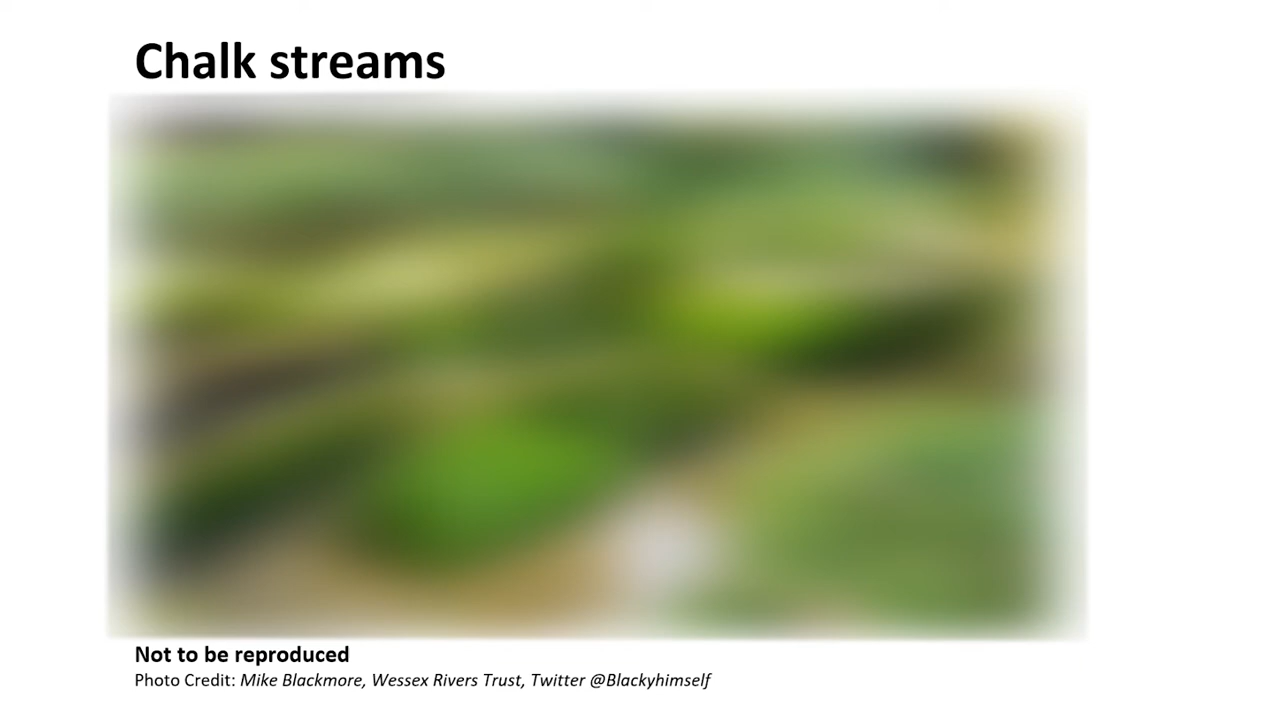 Chalk streams
Not to be reproduced
Photo Credit: Mike Blackmore, Wessex Rivers Trust, Twitter @Blackyhimself